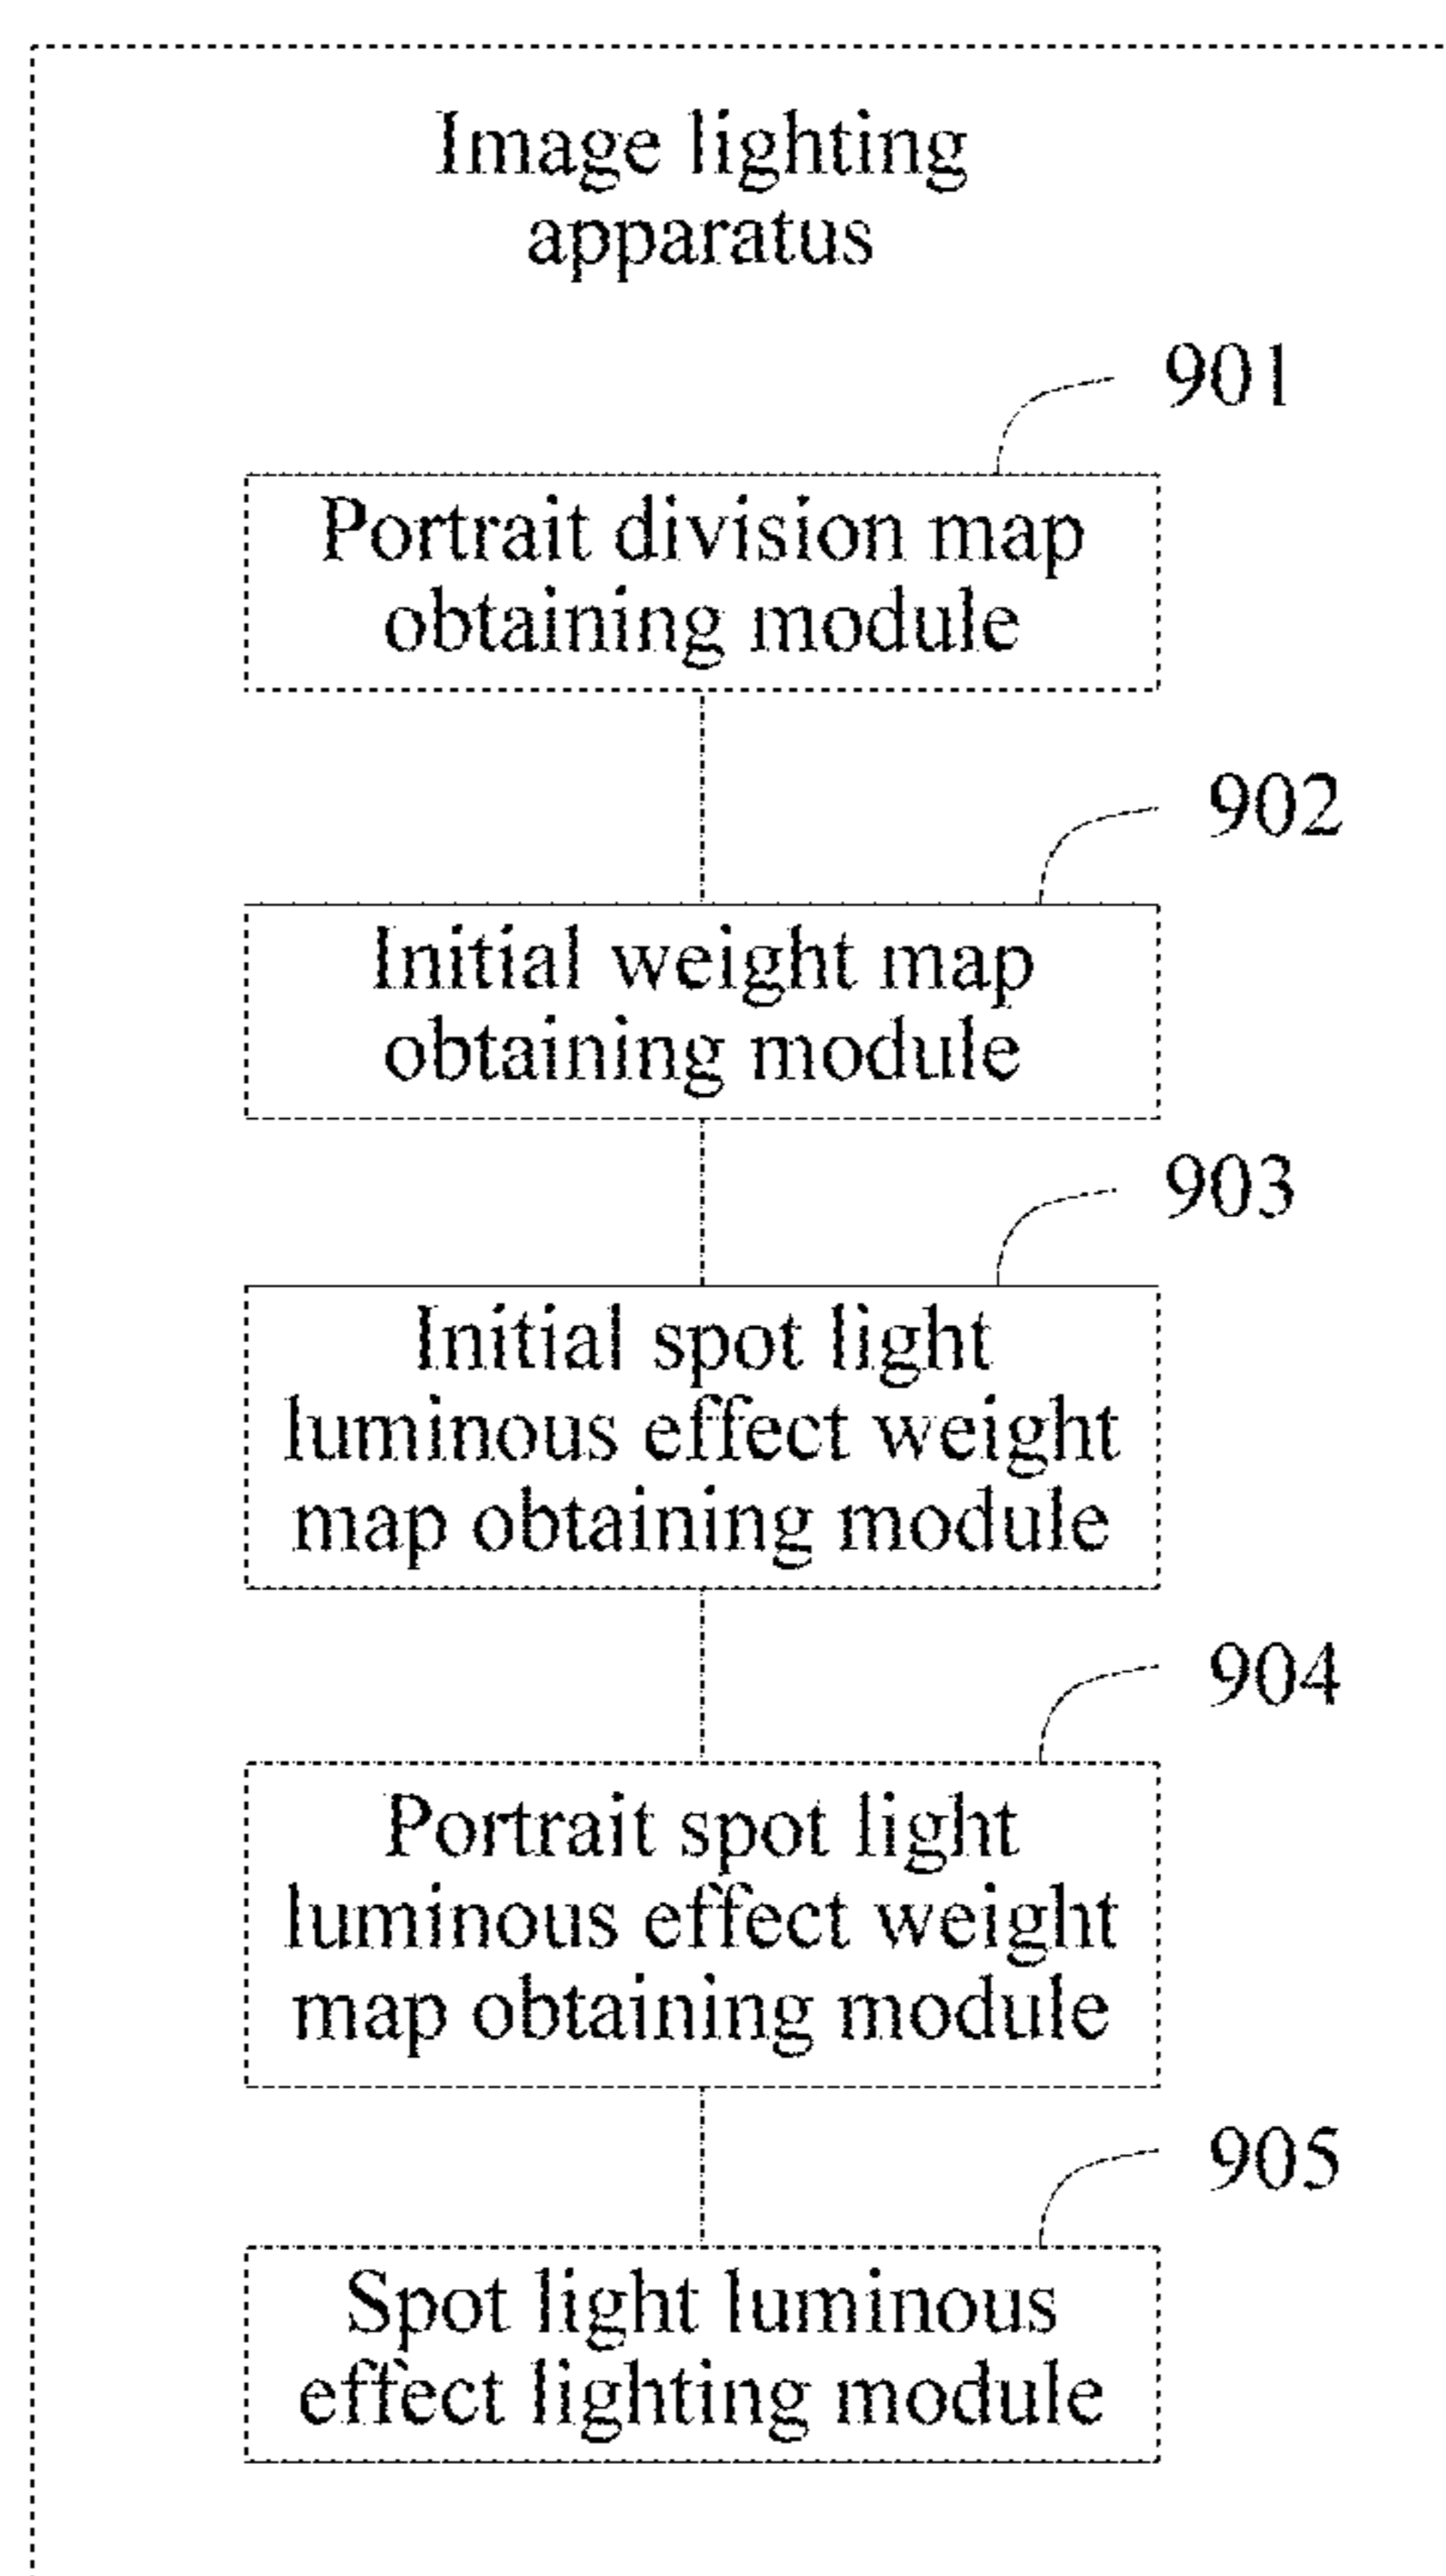 Image lighting
apparatus
901
Portrait division map
obtaining module
902
Initial weight map
obtaining module
903
Initial spot light
luminous effect weight
map obtaining module
904
Portrait spot light
luminous effect weight
map obtaining module
905
Spot light luminous
effect lighting module